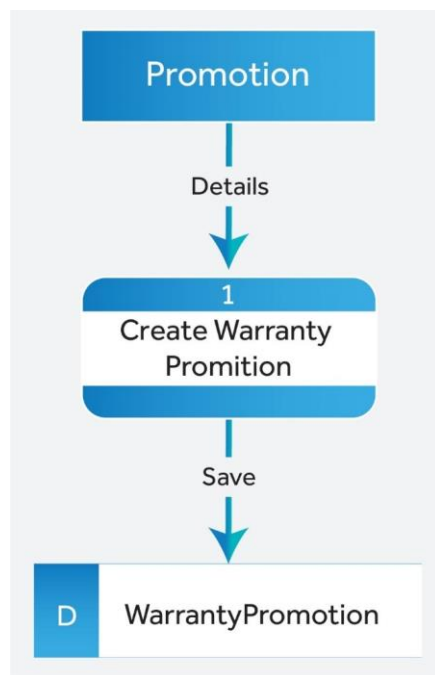 Promotion
Details
1
Create Warranty
Promition
Save
D
WarrantyPromotion